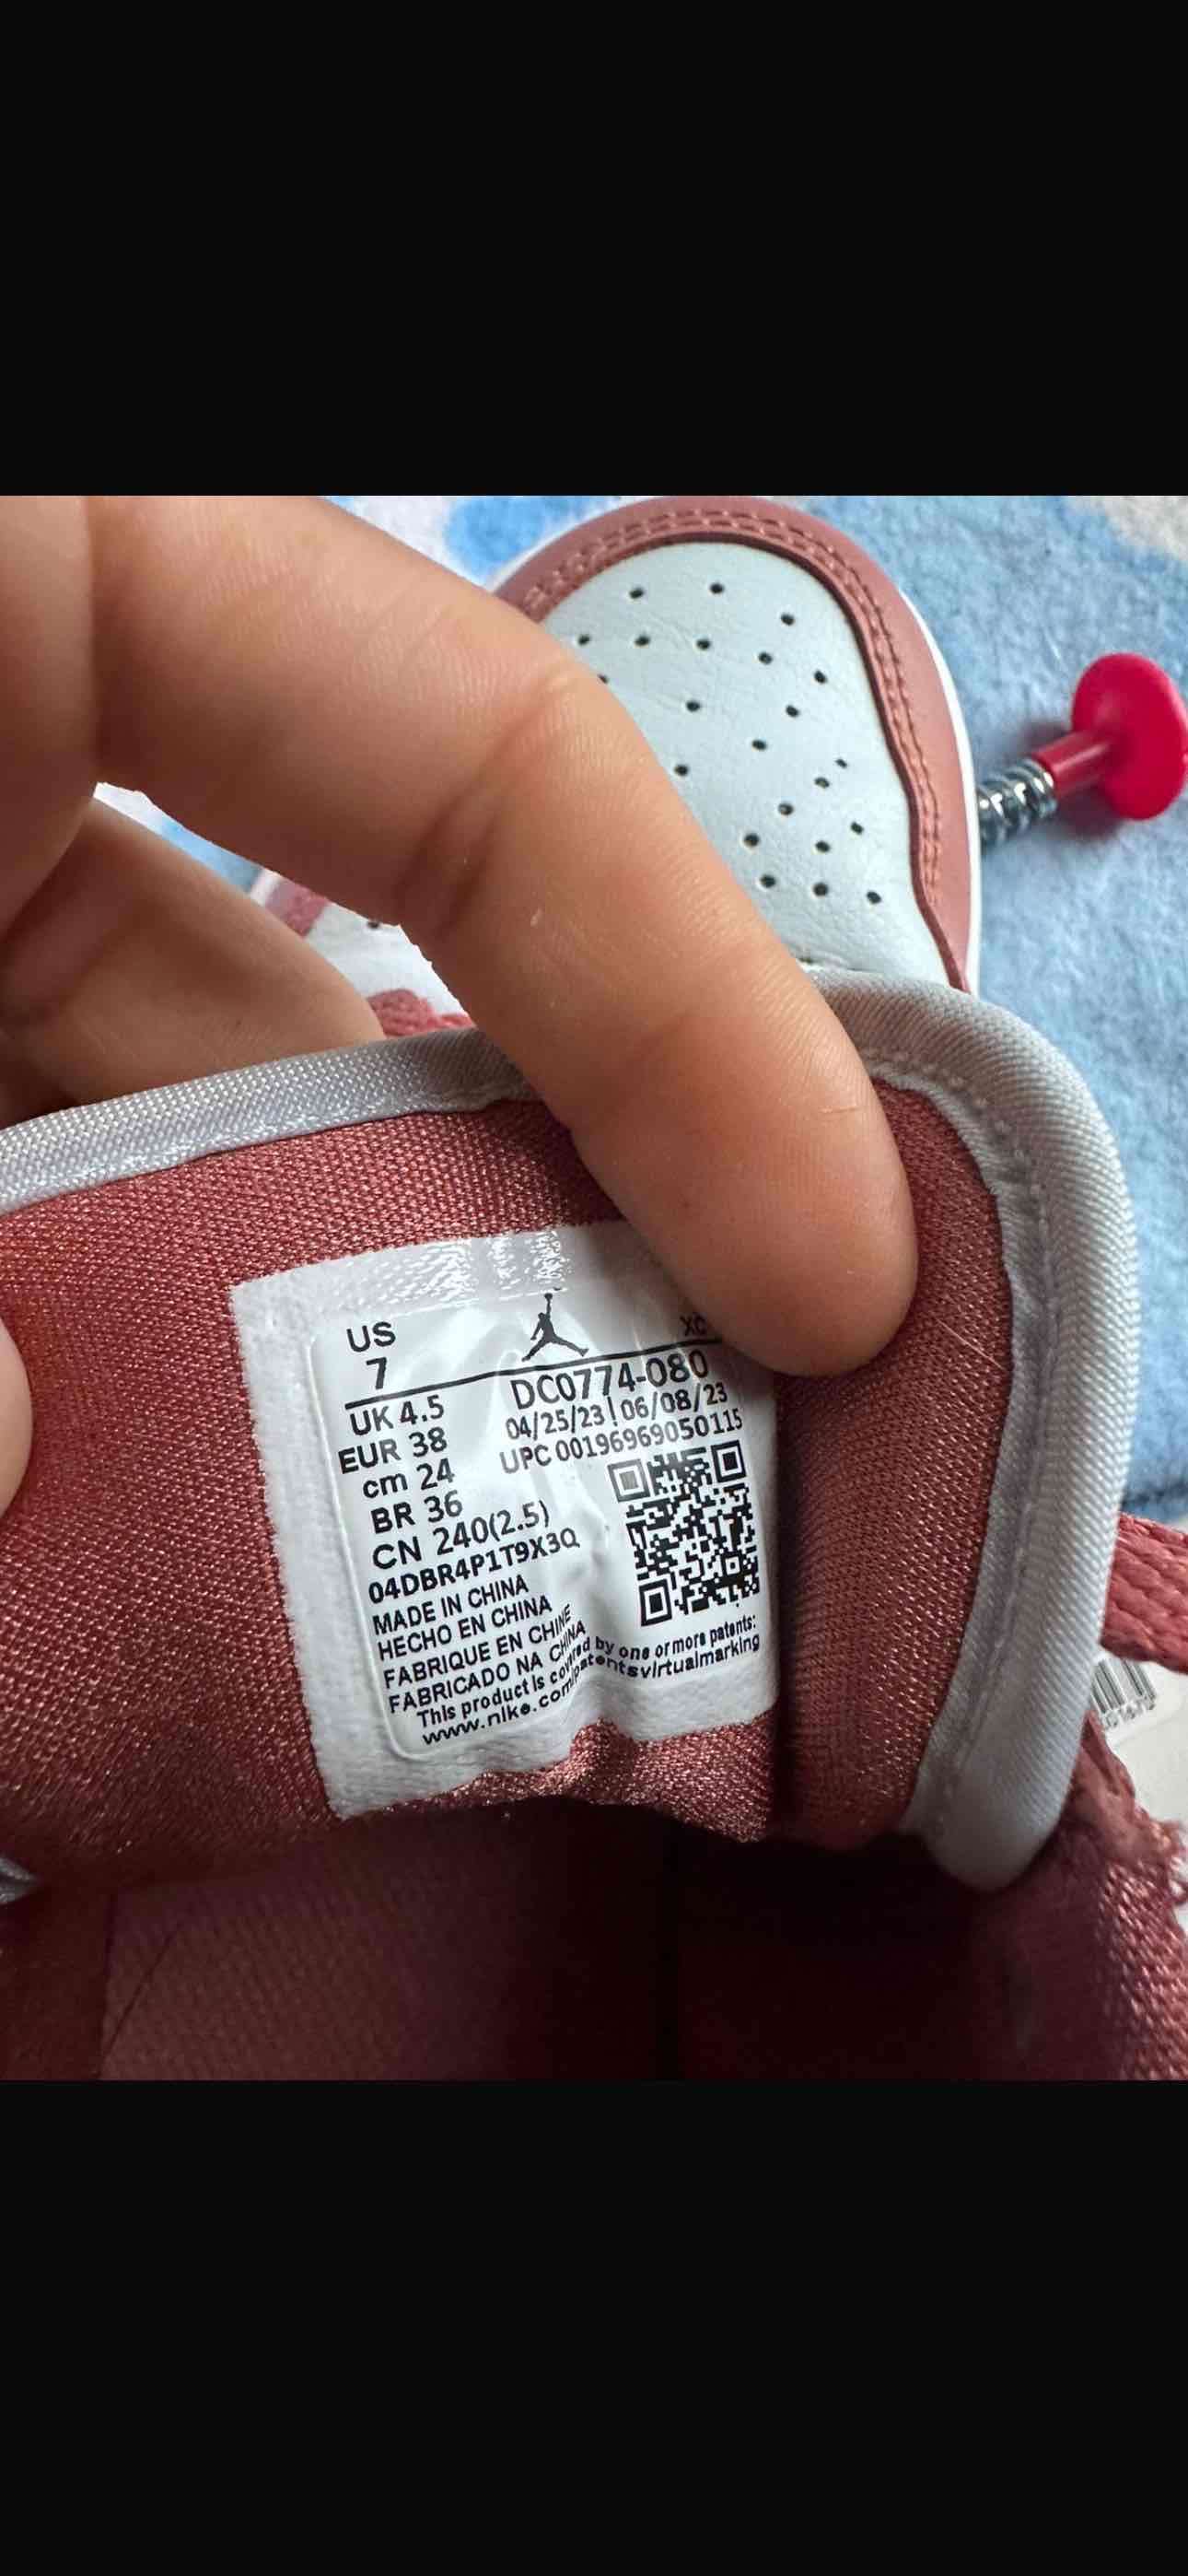 US
7
XC
UK 4.5
EUR 38
cm 24
BR 36
CN 240(2.5)
04DBR4P1T9X3Q
DC0774-080
04/25/23|06/08/23
UPC 00196969050115
MADE IN CHINA
HECHO EN CHINA
FABRIQUE EN CHINE
FABRICADO NA CHINA
This product is covered by one or more patents:
www.nike.com/patentsvirtualmarking